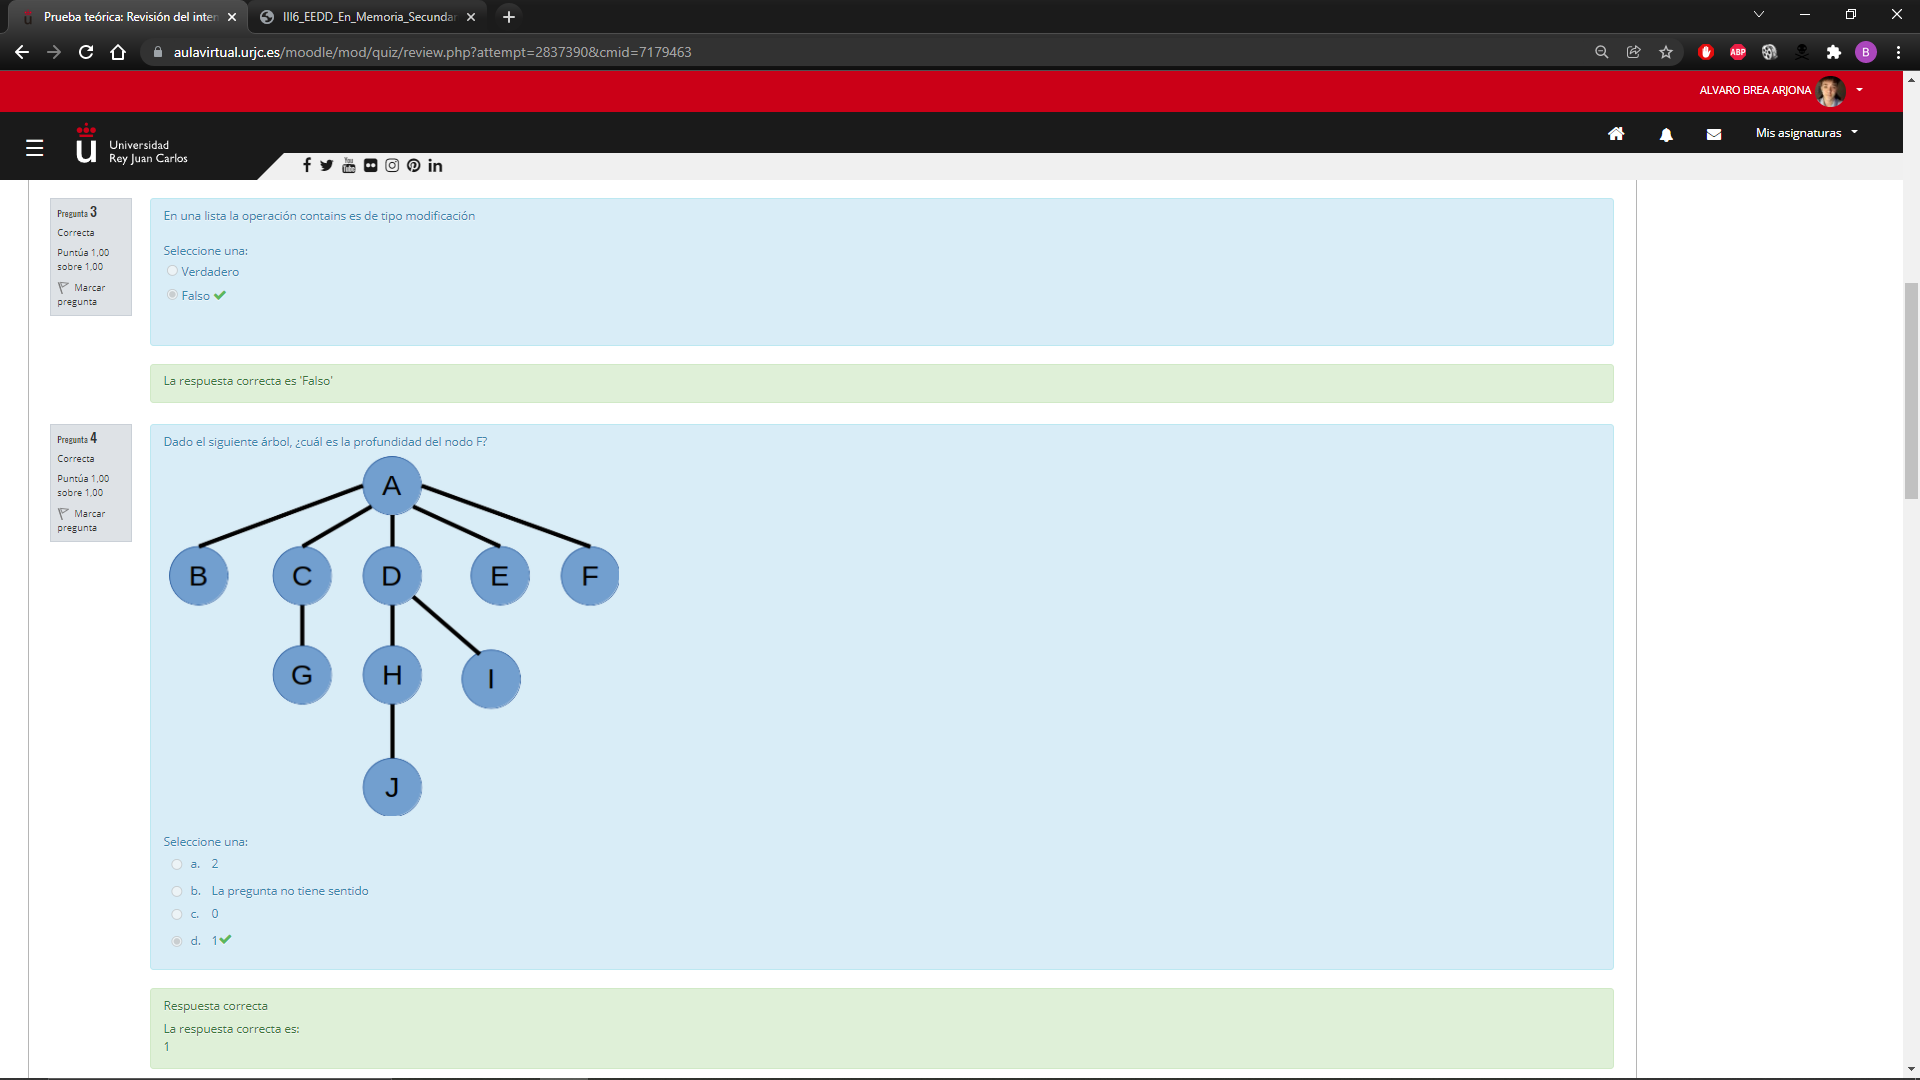 Prueba teórica: Revisión del inten
III6_EEDD_En_Memoria_Secundar
aulavirtual.urjc.es/moodle/mod/quiz/review.php?attempt=2837390&cmid=7179463
ABP
B
ALVARO BREA ARJONA
Universidad
Rey Juan Carlos
Mis asignaturas
Pregunta 3
Correcta
Puntúa 1,00
sobre 1,00
Marcar
pregunta
En una lista la operación contains es de tipo modificación
Seleccione una:
Verdadero
Falso
La respuesta correcta es 'Falso'
Pregunta 4
Correcta
Puntúa 1,00
sobre 1,00
Marcar
pregunta
Dado el siguiente árbol, ¿cuál es la profundidad del nodo F?
A
B C D E F
G H I
J
Seleccione una:
a. 2
b. La pregunta no tiene sentido
c. 0
d. 1
Respuesta correcta
La respuesta correcta es:
1